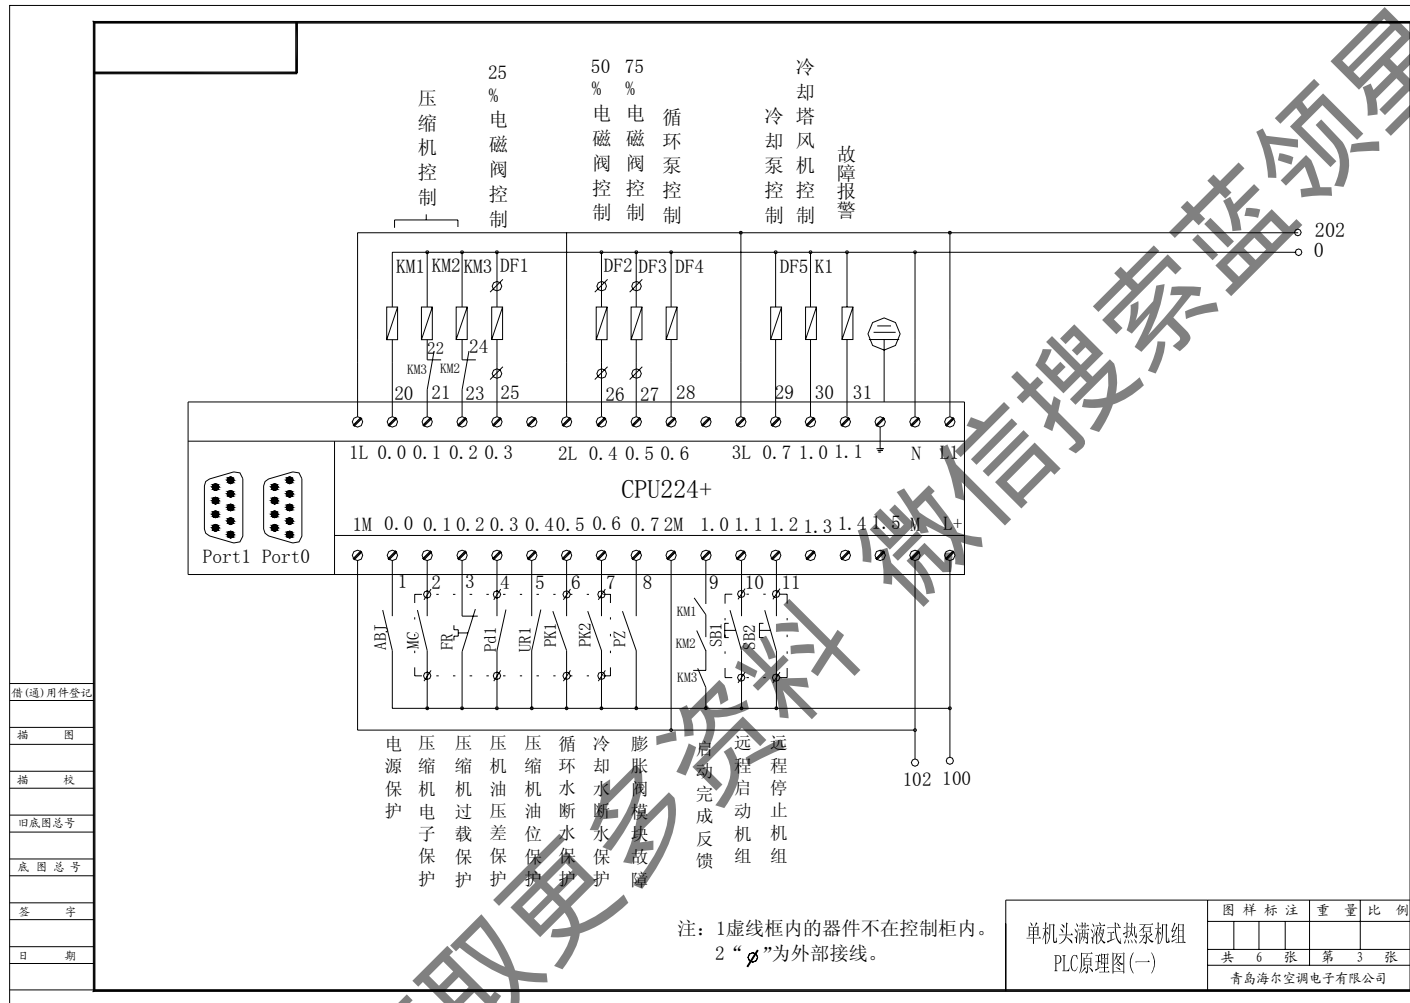 压缩机控制
25%电磁阀控制
50%电磁阀控制
75%电磁阀控制
循环泵控制
冷却泵控制
冷却塔风机控制
故障报警
202
0
KM1 KM2 KM3 DF1 DF2 DF3 DF4 DF5 K1
22 24
KM3 KM2
20 21 23 25 26 27 28 29 30 31
1L 0.0 0.1 0.2 0.3 2L 0.4 0.5 0.6 3L 0.7 1.0 1.1 N L1
CPU224+
1M 0.0 0.1 0.2 0.3 0.4 0.5 0.6 0.7 2M 1.0 1.1 1.2 1.3 1.4 1.5 M L+
Port1 Port0
1 2 3 4 5 6 7 8 9 10 11
ABJ MC FR Pd1 UR1 PK1 PK2 PZ KM1 KM2 KM3 SB1 SB2
电源保护
压缩机电子保护
压缩机过载保护
压机油压差保护
压缩机油位保护
循环水断水保护
冷却水断水保护
膨胀阀模块故障
启动完成反馈
远程启动机组
远程停止机组
102 100
借(通)用件登记
描 图
描 校
旧底图总号
底图总号
签 字
日 期
注：1虚线框内的器件不在控制柜内。
2“ø”为外部接线。
单机头满液式热泵机组
PLC原理图(一)
图样标注 重量 比例
共 6 张 第 3 张
青岛海尔空调电子有限公司
取更多资料 微信搜索蓝领星